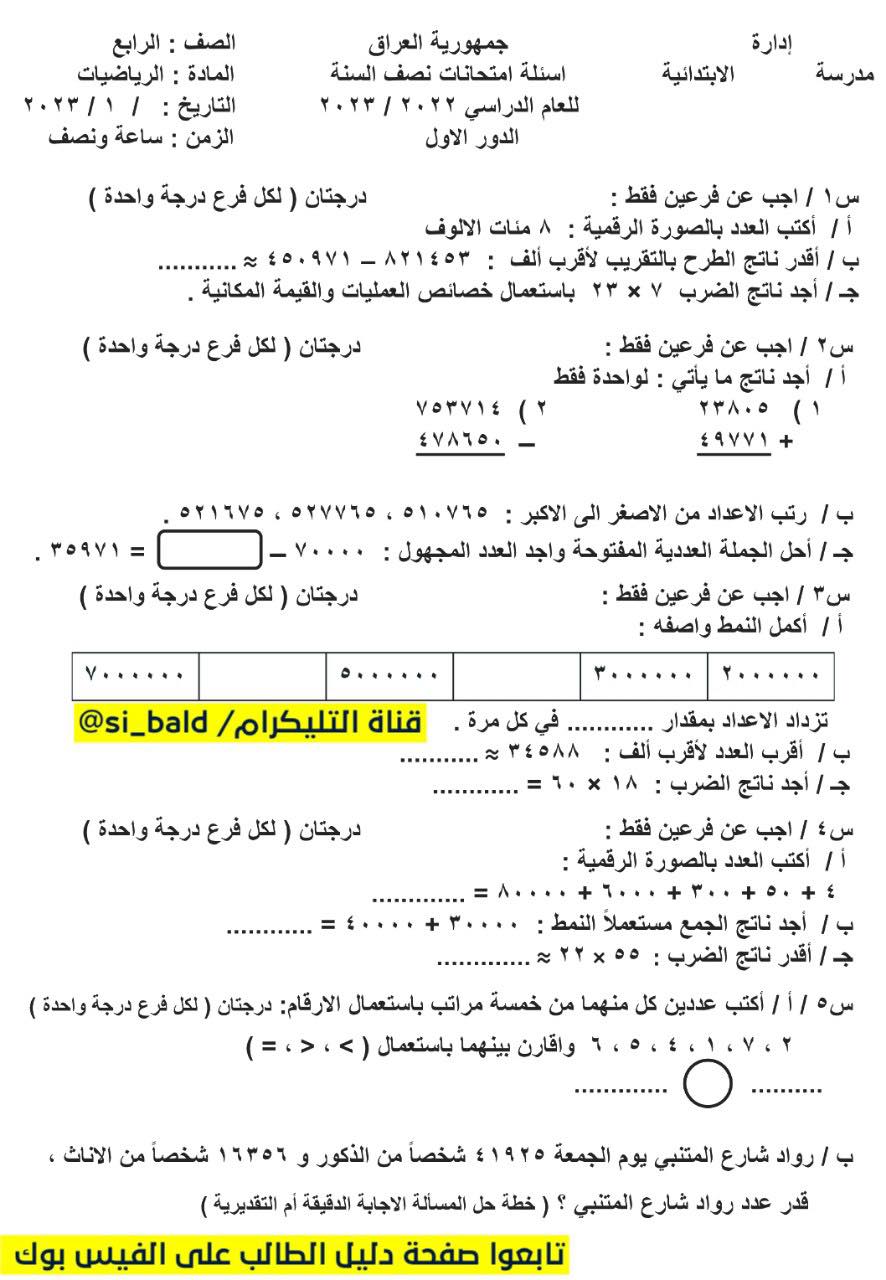 إدارة جمهورية العراق الصف : الرابع
مدرسة الابتدائية اسئلة امتحانات نصف السنة المادة : الرياضيات
للعام الدراسي ٢٠٢٢ / ٢٠٢٣ التاريخ : / ١ / ٢٠٢٣
الدور الاول الزمن : ساعة ونصف
س١ / اجب عن فرعين فقط : درجتان ( لكل فرع درجة واحدة )
أ / أكتب العدد بالصورة الرقمية : ٨ مئات الالوف
ب / أقدر ناتج الطرح بالتقريب لأقرب ألف : ٨٢١٤٥٣ – ٤٥٠٩٧١ ≈ ...........
جـ / أجد ناتج الضرب ٧ × ٢٣ باستعمال خصائص العمليات والقيمة المكانية .
س٢ / اجب عن فرعين فقط : درجتان ( لكل فرع درجة واحدة )
أ / أجد ناتج ما يأتي : لواحدة فقط
١ ) ٢٣٨٠٥ ٢ ) ٧٥٣٧١٤
+ ٤٩٧٧١ – ٤٧٨٦٥٠
ب / رتب الاعداد من الاصغر الى الاكبر : ٥١٠٧٦٥ ، ٥٢٧٧٦٥ ، ٥٢١٦٧٥ .
جـ / أحل الجملة العددية المفتوحة واجد العدد المجهول : ٧٠٠٠٠ – = ٣٥٩٧١ .
س٣ / اجب عن فرعين فقط : درجتان ( لكل فرع درجة واحدة )
أ / أكمل النمط واصفه :
٢٠٠٠٠٠٠ ٣٠٠٠٠٠٠ ٥٠٠٠٠٠٠ ٧٠٠٠٠٠٠
تزداد الاعداد بمقدار ............ في كل مرة .
قناة التليكرام/ @si_bald
ب / أقرب العدد لأقرب ألف : ٣٤٥٨٨ ≈ ...........
جـ / أجد ناتج الضرب : ١٨ × ٦٠ = ............
س٤ / اجب عن فرعين فقط : درجتان ( لكل فرع درجة واحدة )
أ / أكتب العدد بالصورة الرقمية :
٤ + ٥٠ + ٣٠٠ + ٦٠٠٠ + ٨٠٠٠٠ = .............
ب / أجد ناتج الجمع مستعملاً النمط : ٣٠٠٠٠ + ٤٠٠٠٠ = ............
جـ / أقدر ناتج الضرب : ٥٥ × ٢٢ ≈ .............
س٥ / أ / أكتب عددين كل منهما من خمسة مراتب باستعمال الارقام: درجتان ( لكل فرع درجة واحدة )
٢ ، ٧ ، ١ ، ٤ ، ٥ ، ٦ واقارن بينهما باستعمال ( > ، < ، = )
.......... .............
ب / رواد شارع المتنبي يوم الجمعة ٤١٩٢٥ شخصاً من الذكور و ١٦٣٥٦ شخصاً من الاناث ،
قدر عدد رواد شارع المتنبي ؟ ( خطة حل المسألة الاجابة الدقيقة أم التقديرية )
تابعوا صفحة دليل الطالب على الفيس بوك